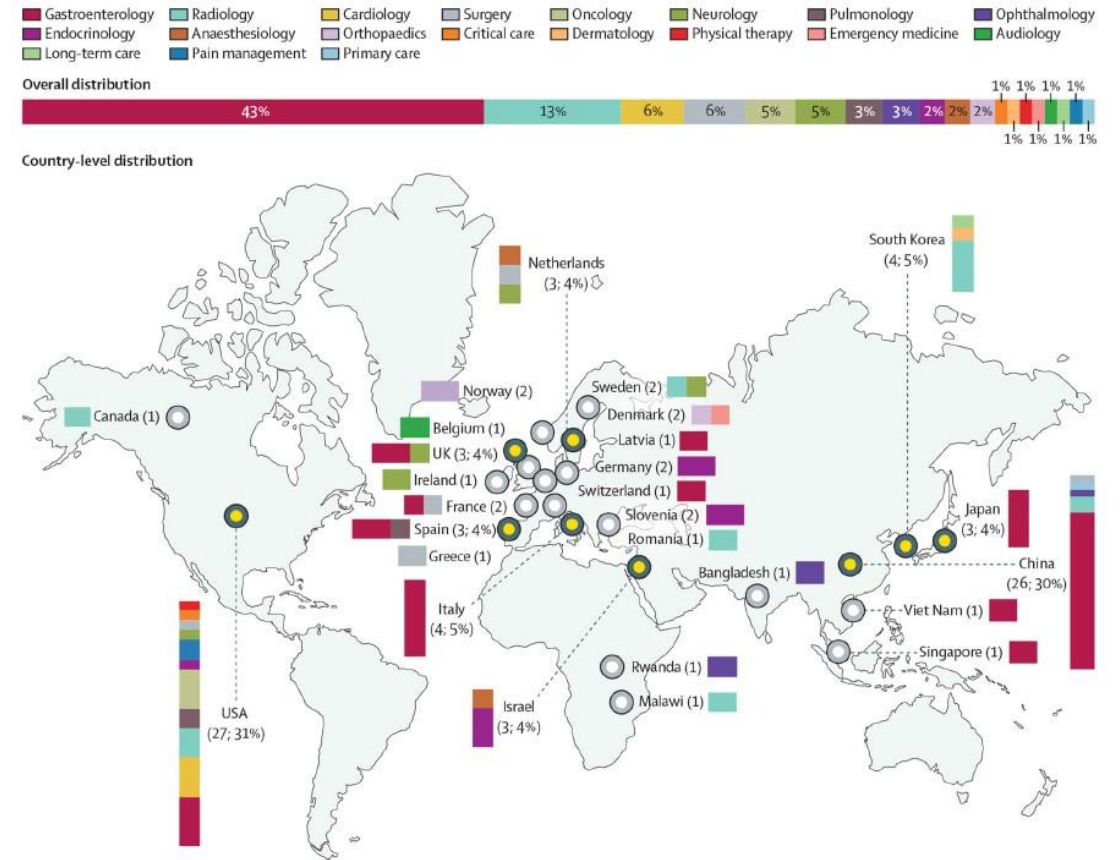 Gastroenterology Radiology Cardiology Surgery Oncology Neurology Pulmonology Ophthalmology
Endocrinology Anaesthesiology Orthopaedics Critical care Dermatology Physical therapy Emergency medicine Audiology
Long-term care Pain management Primary care
Overall distribution
1% 1% 1% 1%
43% 13% 6% 6% 5% 5% 3% 3% 2% 2% 2%
1% 1% 1% 1%
Country-level distribution
South Korea
(4; 5%)
Netherlands
(3; 4%)
Norway (2)
Sweden (2)
Canada (1)
Denmark (2)
Belgium (1)
Latvia (1)
UK (3; 4%)
Germany (2)
Ireland (1)
Switzerland (1)
France (2)
Slovenia (2)
Spain (3; 4%)
Romania (1)
Greece (1)
Japan
(3; 4%)
China
(26; 30%)
Bangladesh (1)
Italy
(4; 5%)
Viet Nam (1)
Singapore (1)
Rwanda (1)
Malawi (1)
Israel
(3; 4%)
USA
(27; 31%)